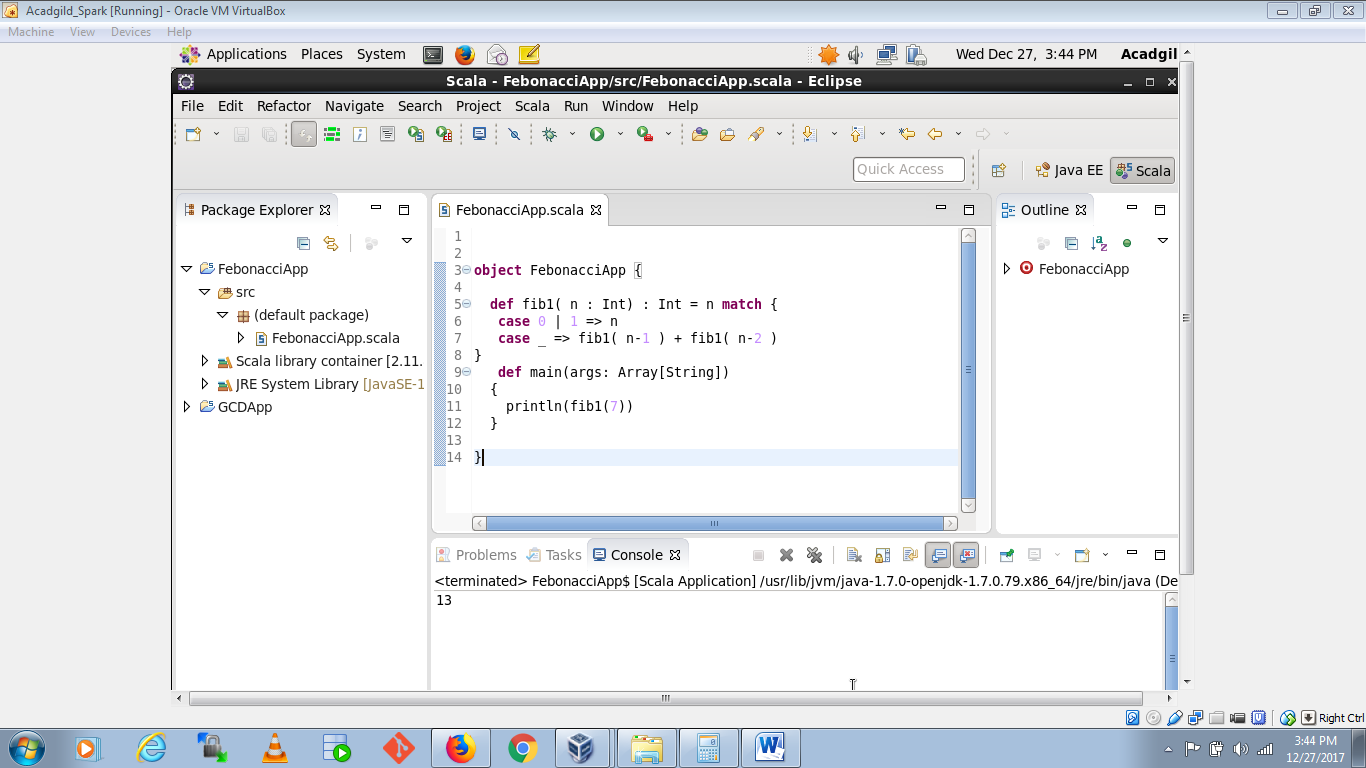 Acadgild_Spark [Running] - Oracle VM VirtualBox
Machine View Devices Help
Applications Places System Wed Dec 27, 3:44 PM Acadgil
Scala - FebonacciApp/src/FebonacciApp.scala - Eclipse
File Edit Refactor Navigate Search Project Scala Run Window Help
Quick Access Java EE Scala
Package Explorer
FebonacciApp
src
(default package)
FebonacciApp.scala
Scala library container [2.11.
JRE System Library [JavaSE-1
GCDApp
FebonacciApp.scala
1
2
3 object FebonacciApp {
4
5 def fib1( n : Int) : Int = n match {
6 case 0 | 1 => n
7 case _ => fib1( n-1 ) + fib1( n-2 )
8 }
9 def main(args: Array[String])
10 {
11 println(fib1(7))
12 }
13
14 }
Outline
FebonacciApp
Problems Tasks Console
<terminated> FebonacciApp$ [Scala Application] /usr/lib/jvm/java-1.7.0-openjdk-1.7.0.79.x86_64/jre/bin/java (De
13
Right Ctrl
3:44 PM
12/27/2017